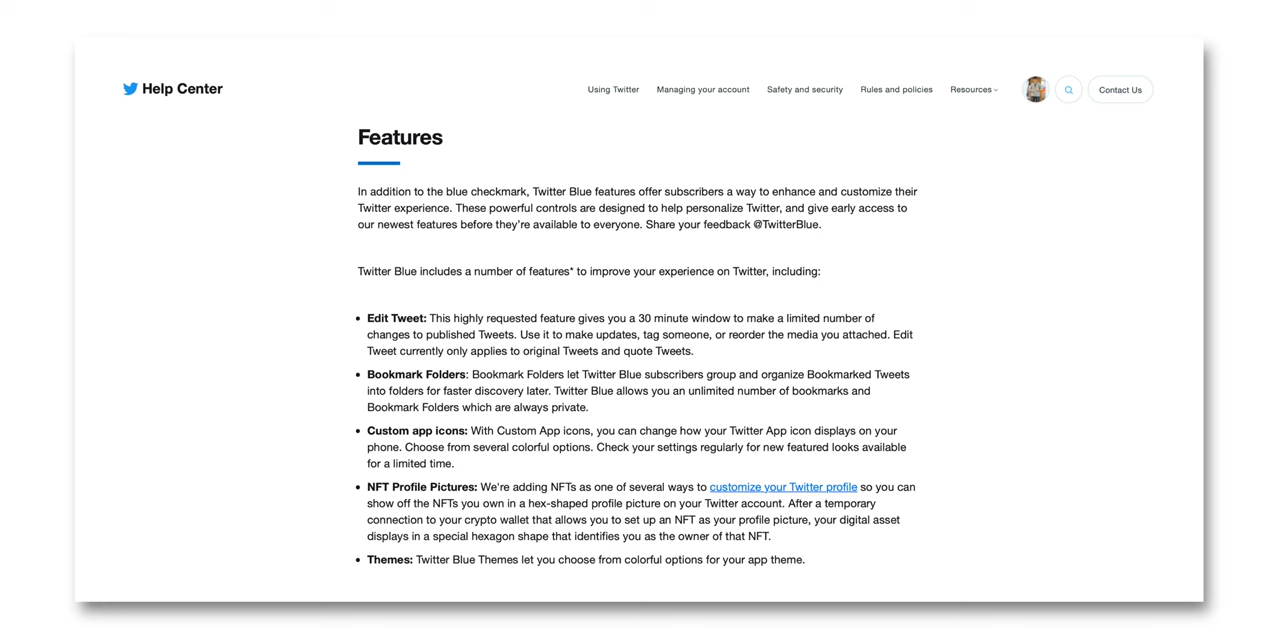 Help Center
Using Twitter Managing your account Safety and security Rules and policies Resources Contact Us
Features
In addition to the blue checkmark, Twitter Blue features offer subscribers a way to enhance and customize their
Twitter experience. These powerful controls are designed to help personalize Twitter, and give early access to
our newest features before they're available to everyone. Share your feedback @TwitterBlue.
Twitter Blue includes a number of features* to improve your experience on Twitter, including:
• Edit Tweet: This highly requested feature gives you a 30 minute window to make a limited number of
changes to published Tweets. Use it to make updates, tag someone, or reorder the media you attached. Edit
Tweet currently only applies to original Tweets and quote Tweets.
• Bookmark Folders: Bookmark Folders let Twitter Blue subscribers group and organize Bookmarked Tweets
into folders for faster discovery later. Twitter Blue allows you an unlimited number of bookmarks and
Bookmark Folders which are always private.
• Custom app icons: With Custom App icons, you can change how your Twitter App icon displays on your
phone. Choose from several colorful options. Check your settings regularly for new featured looks available
for a limited time.
• NFT Profile Pictures: We're adding NFTs as one of several ways to customize your Twitter profile so you can
show off the NFTs you own in a hex-shaped profile picture on your Twitter account. After a temporary
connection to your crypto wallet that allows you to set up an NFT as your profile picture, your digital asset
displays in a special hexagon shape that identifies you as the owner of that NFT.
• Themes: Twitter Blue Themes let you choose from colorful options for your app theme.